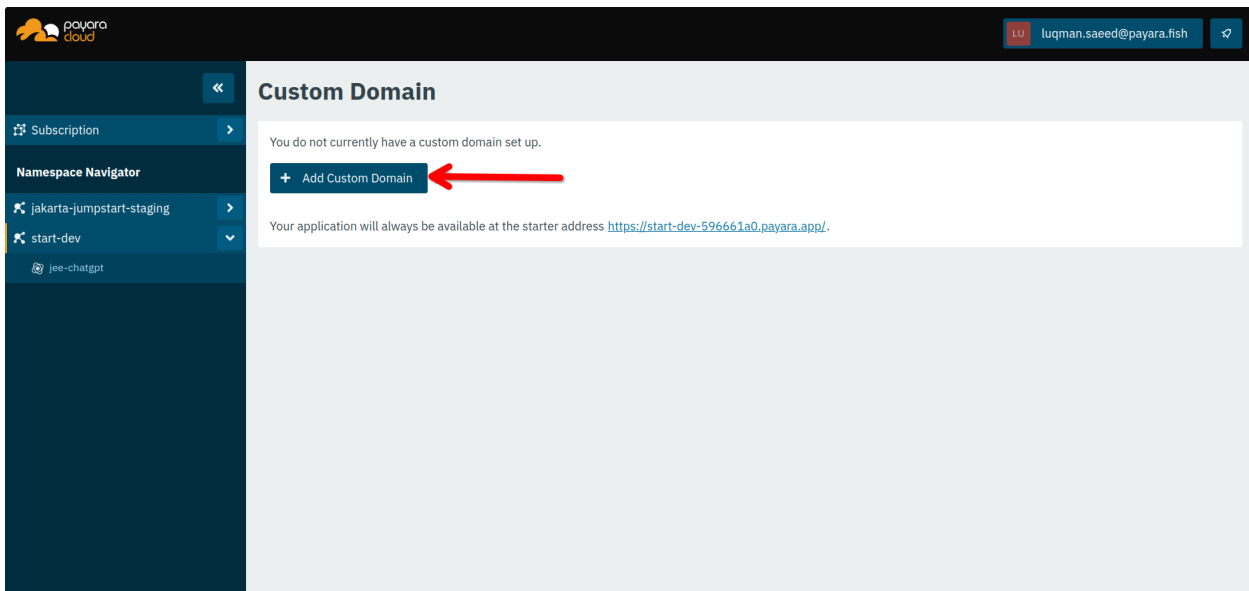 payara
cloud
LU luqman.saeed@payara.fish
Custom Domain
Subscription
You do not currently have a custom domain set up.
Namespace Navigator
+ Add Custom Domain
jakarta-jumpstart-staging
Your application will always be available at the starter address https://start-dev-596661a0.payara.app/.
start-dev
jee-chatgpt